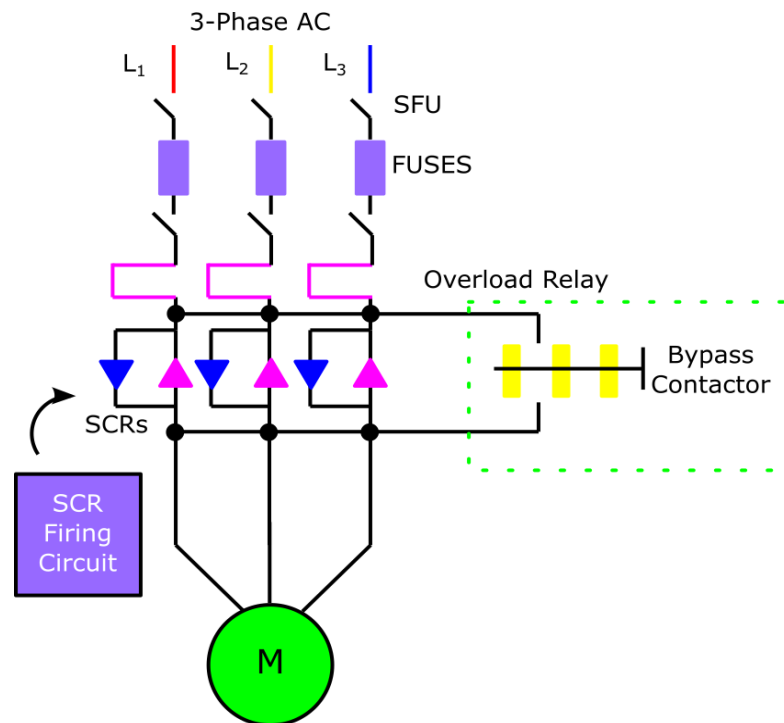 3-Phase AC
L₁
L₂
L₃
SFU
FUSES
Overload Relay
Bypass
Contactor
SCRs
SCR
Firing
Circuit
M